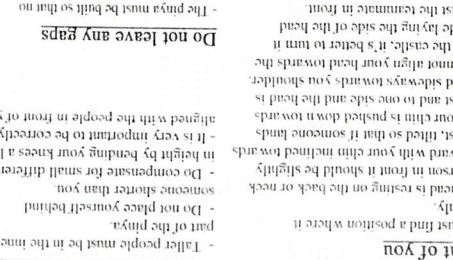 nt of you
ust find a position where it
nly.
ead is resting on the back or neck
erson in front it should be slightly
ward with your chin inclined towards
st, tilted so that if someone lands
our chin is pushed down towards
st and to one side and the head is
d sideways towards you shoulder.
nnot align your head towards the
the castle, it's better to turn it
de laying the side of the head
st the teammate in front.
- Taller people must be in the inne
part of the pinya.
- Do not place yourself behind
someone shorter than you.
- Do compensate for small differen
in height by bending your knees a l
- It is very important to be correctly
aligned with the people in front of y
Do not leave any gaps
- The pinya must be built so that no